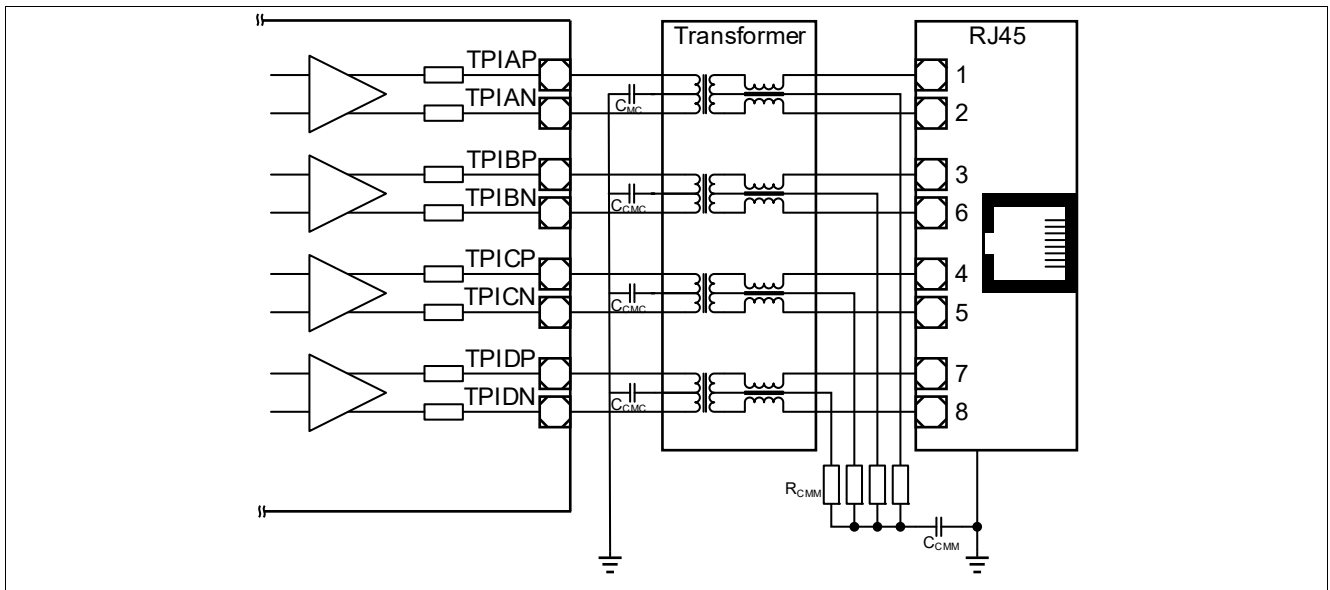 Transformer
RJ45
TPIAP
1
CMC
TPIAN
2
TPIBP
3
CCMC
TPIBN
6
TPICP
4
CCMC
TPICN
5
TPIDP
7
CCMC
TPIDN
8
RCMM
CCMM